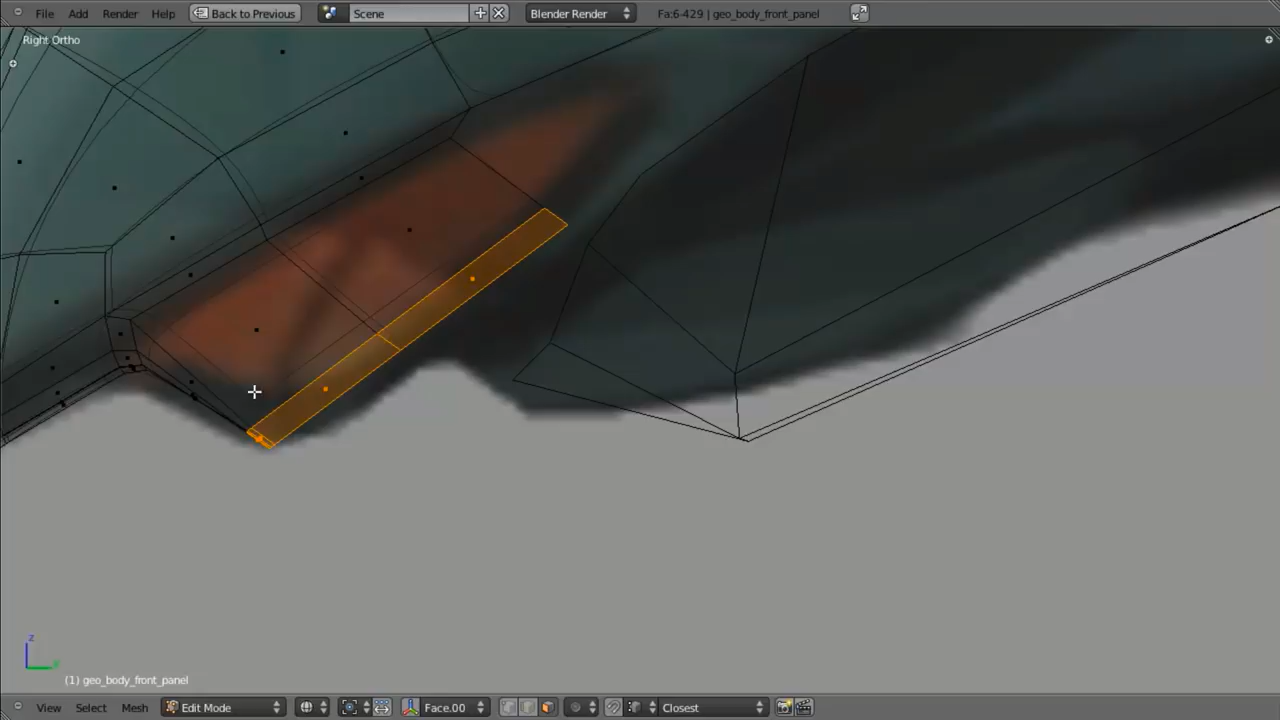 File Add Render Help Back to Previous Scene Blender Render Fa:6-429 | geo_body_front_panel
Right Ortho
z
(1) geo_body_front_panel
View Select Mesh Edit Mode Face.00 Closest